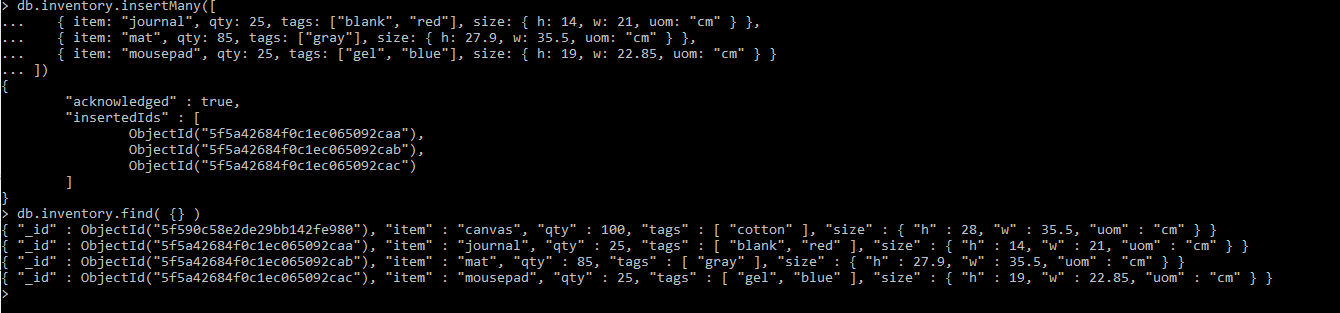 > db.inventory.insertMany([
...    { item: "journal", qty: 25, tags: ["blank", "red"], size: { h: 14, w: 21, uom: "cm" } },
...    { item: "mat", qty: 85, tags: ["gray"], size: { h: 27.9, w: 35.5, uom: "cm" } },
...    { item: "mousepad", qty: 25, tags: ["gel", "blue"], size: { h: 19, w: 22.85, uom: "cm" } }
... ])
{
        "acknowledged" : true,
        "insertedIds" : [
                ObjectId("5f5a42684f0c1ec065092caa"),
                ObjectId("5f5a42684f0c1ec065092cab"),
                ObjectId("5f5a42684f0c1ec065092cac")
        ]
}
> db.inventory.find( {} )
{ "_id" : ObjectId("5f590c58e2de29bb142fe980"), "item" : "canvas", "qty" : 100, "tags" : [ "cotton" ], "size" : { "h" : 28, "w" : 35.5, "uom" : "cm" } }
{ "_id" : ObjectId("5f5a42684f0c1ec065092caa"), "item" : "journal", "qty" : 25, "tags" : [ "blank", "red" ], "size" : { "h" : 14, "w" : 21, "uom" : "cm" } }
{ "_id" : ObjectId("5f5a42684f0c1ec065092cab"), "item" : "mat", "qty" : 85, "tags" : [ "gray" ], "size" : { "h" : 27.9, "w" : 35.5, "uom" : "cm" } }
{ "_id" : ObjectId("5f5a42684f0c1ec065092cac"), "item" : "mousepad", "qty" : 25, "tags" : [ "gel", "blue" ], "size" : { "h" : 19, "w" : 22.85, "uom" : "cm" } }
>